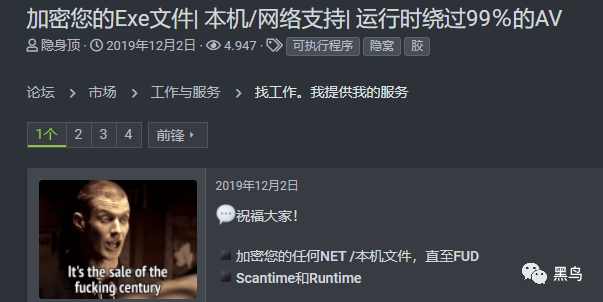 加密您的Exe文件| 本机/网络支持| 运行时绕过99％的AV
隐身顶 · 2019年12月2日 · 4.947 · 可执行程序 隐窝 胶
论坛 > 市场 > 工作与服务 > 找工作。我提供我的服务
1个 2 3 4 前锋
2019年12月2日
祝福大家！
加密您的任何NET /本机文件，直至FUD
Scantime和Runtime
It's the sale of the
fucking century
黑鸟